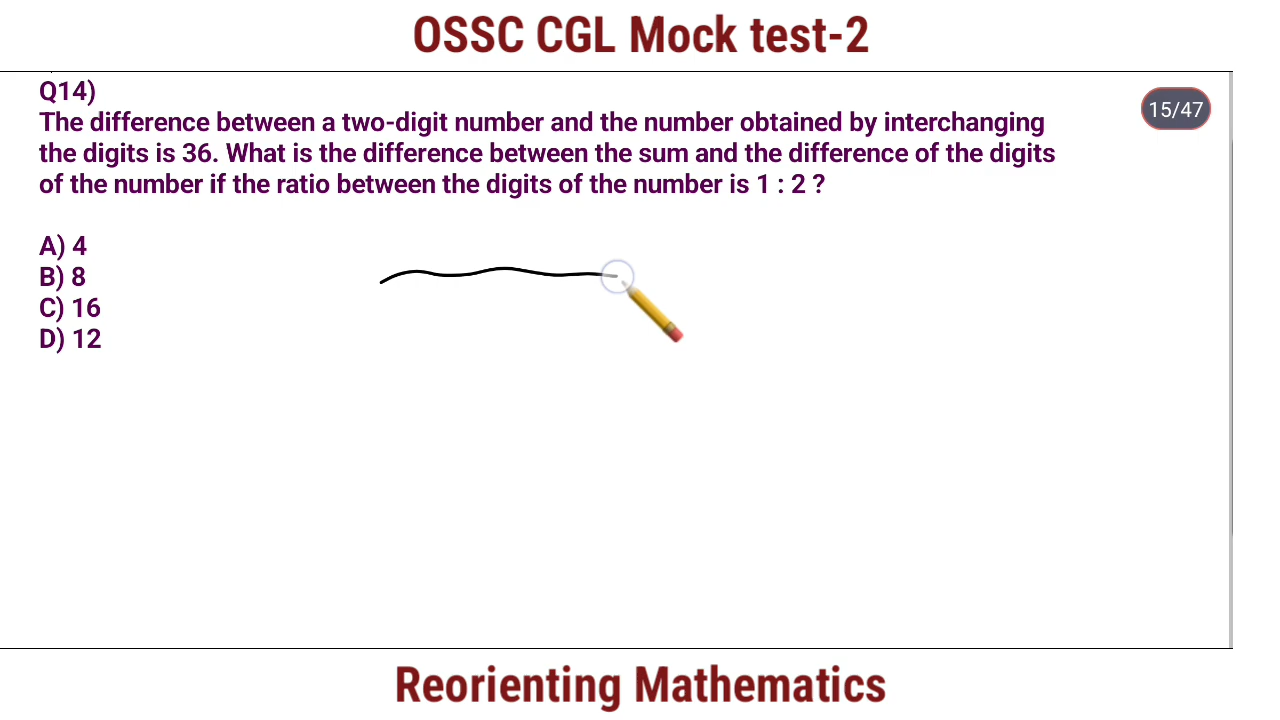 OSSC CGL Mock test-2
Q14)
15/47
The difference between a two-digit number and the number obtained by interchanging
the digits is 36. What is the difference between the sum and the difference of the digits
of the number if the ratio between the digits of the number is 1 : 2 ?
A) 4
B) 8
C) 16
D) 12
Reorienting Mathematics